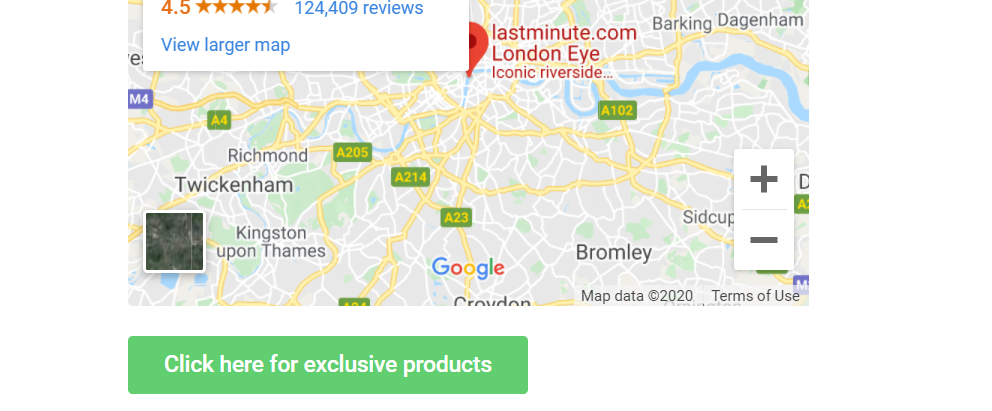 4.5 124,409 reviews
View larger map
Barking
Dagenham
lastminute.com
London Eye
Iconic riverside...
M4
A4
A102
Richmond
A205
Twickenham
A214
A23
Sidcup
Kingston
upon Thames
Bromley
Google
Croydon
Map data ©2020 Terms of Use
Click here for exclusive products